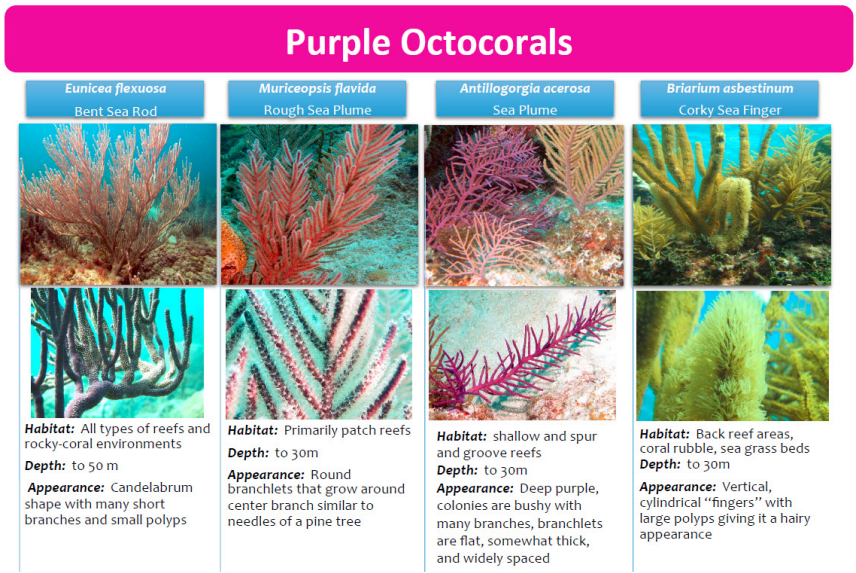 Purple Octocorals
Eunicea flexuosa
Bent Sea Rod
Muriceopsis flavida
Rough Sea Plume
Antillogorgia acerosa
Sea Plume
Briarium asbestinum
Corky Sea Finger
Habitat: All types of reefs and
rocky-coral environments
Depth: to 50 m
Appearance: Candelabrum
shape with many short
branches and small polyps
Habitat: Primarily patch reefs
Depth: to 30m
Appearance: Round
branchlets that grow around
center branch similar to
needles of a pine tree
Habitat: shallow and spur
and groove reefs
Depth: to 30m
Appearance: Deep purple,
colonies are bushy with
many branches, branchlets
are flat, somewhat thick,
and widely spaced
Habitat: Back reef areas,
coral rubble, sea grass beds
Depth: to 30m
Appearance: Vertical,
cylindrical “fingers” with
large polyps giving it a hairy
appearance